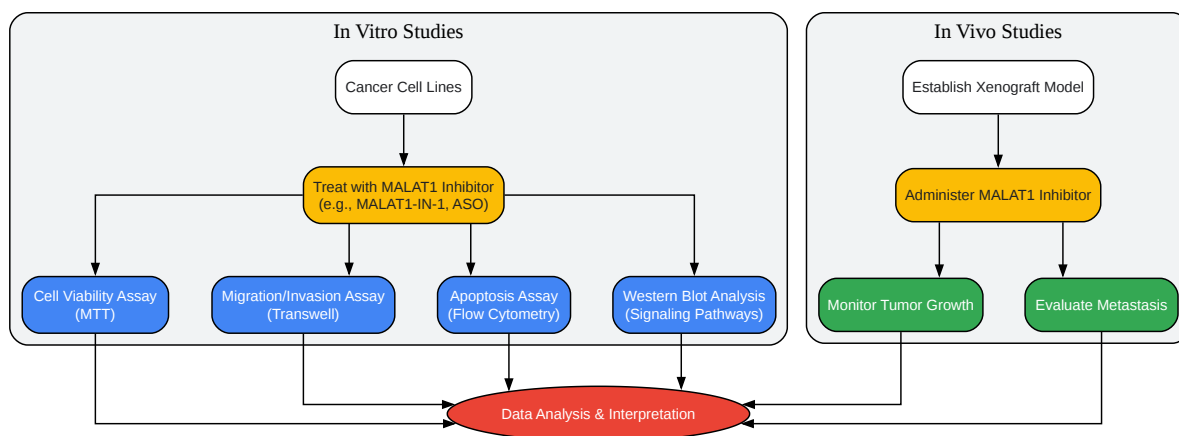 In Vitro Studies
Cancer Cell Lines
Treat with MALAT1 Inhibitor
(e.g., MALAT1-IN-1, ASO)
Cell Viability Assay
(MTT)
Migration/Invasion Assay
(Transwell)
Apoptosis Assay
(Flow Cytometry)
Western Blot Analysis
(Signaling Pathways)
In Vivo Studies
Establish Xenograft Model
Administer MALAT1 Inhibitor
Monitor Tumor Growth
Evaluate Metastasis
Data Analysis & Interpretation